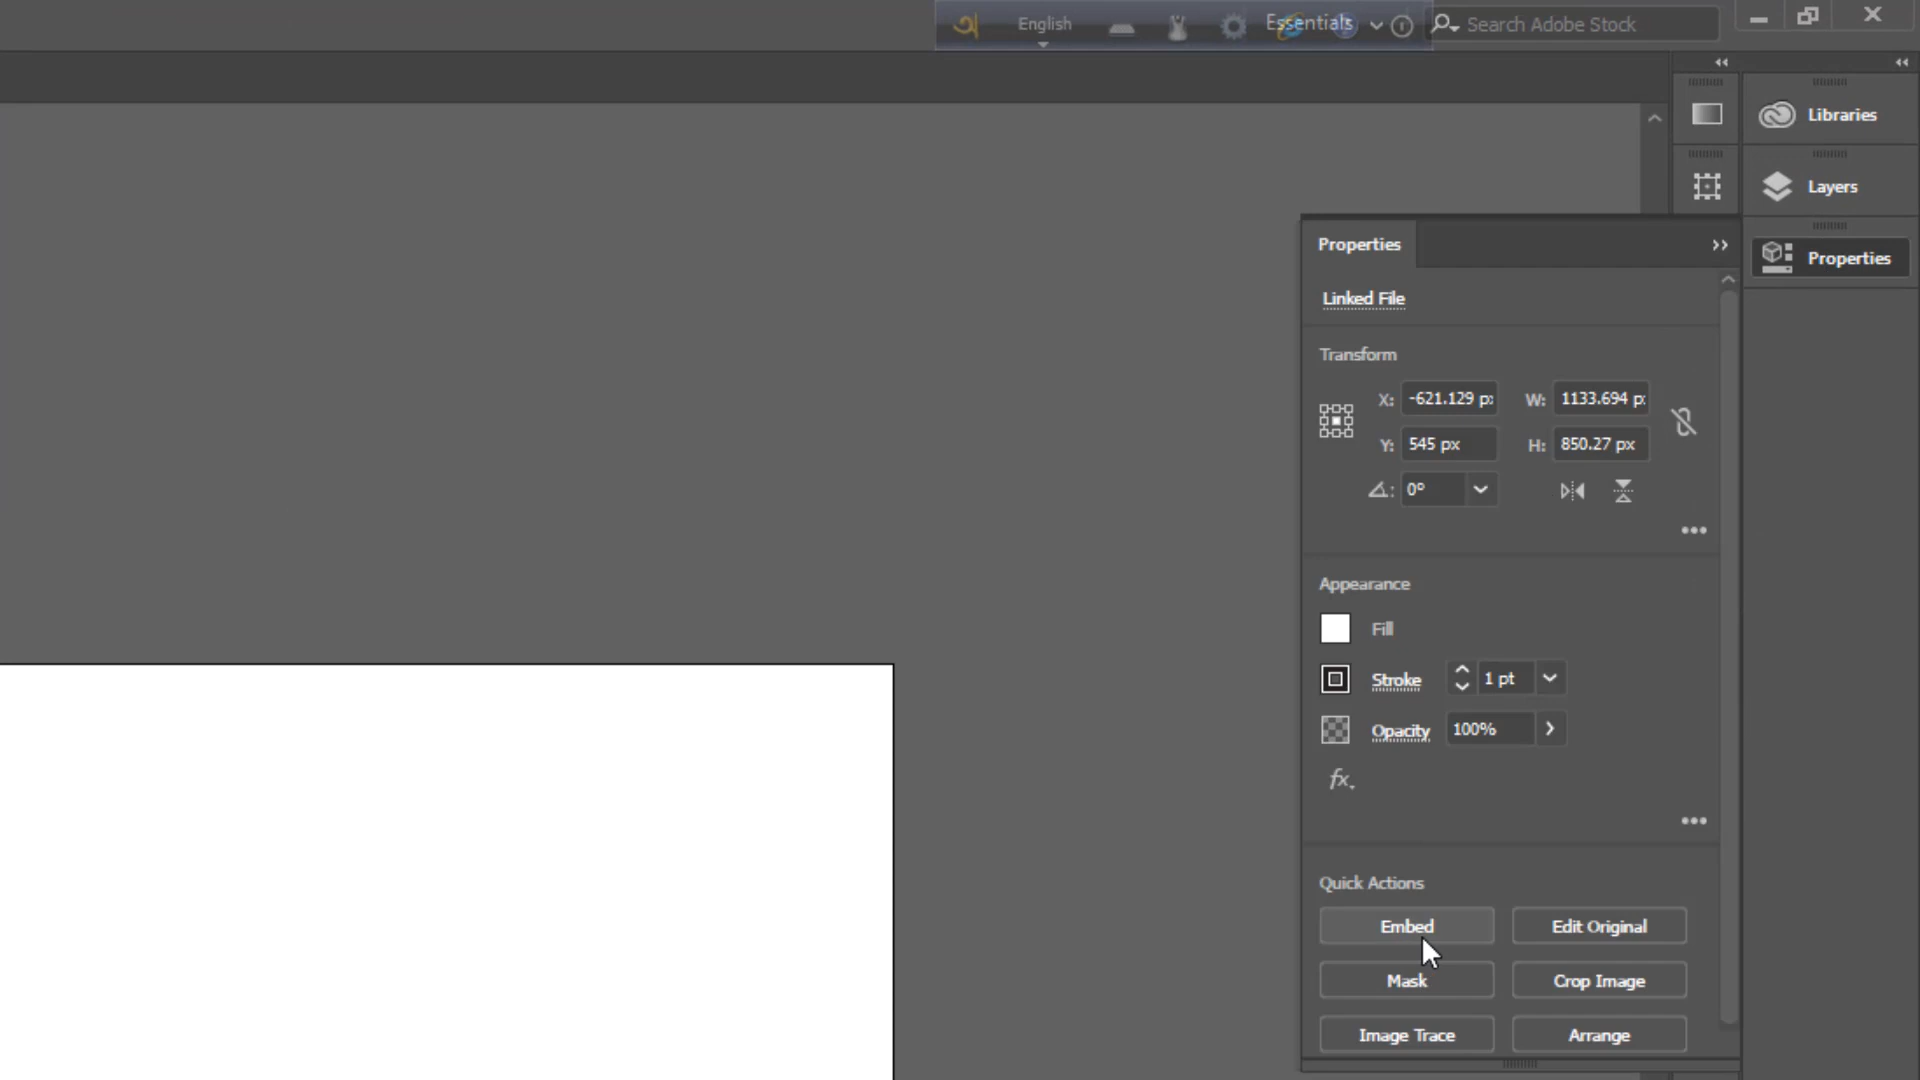 অ English Essentials Search Adobe Stock
Libraries
Layers
Properties
Properties
Linked File
Transform
X: -621.129 px W: 1133.694 p
Y: 545 px H: 850.27 px
0°
Appearance
Fill
Stroke 1 pt
Opacity 100%
fx
Quick Actions
Embed Edit Original
Mask Crop Image
Image Trace Arrange